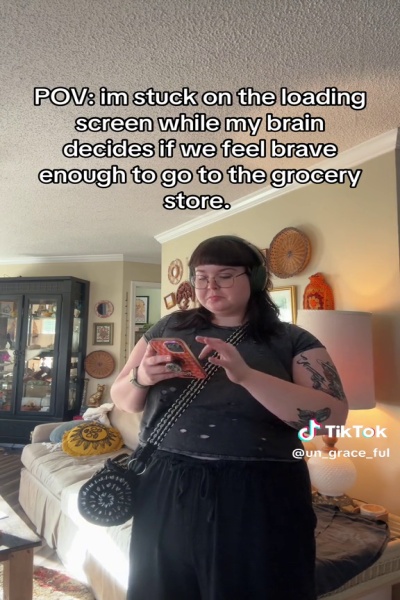 POV: im stuck on the loading
screen while my brain
decides if we feel brave
enough to go to the grocery
store.
TikTok
@un_grace_ful